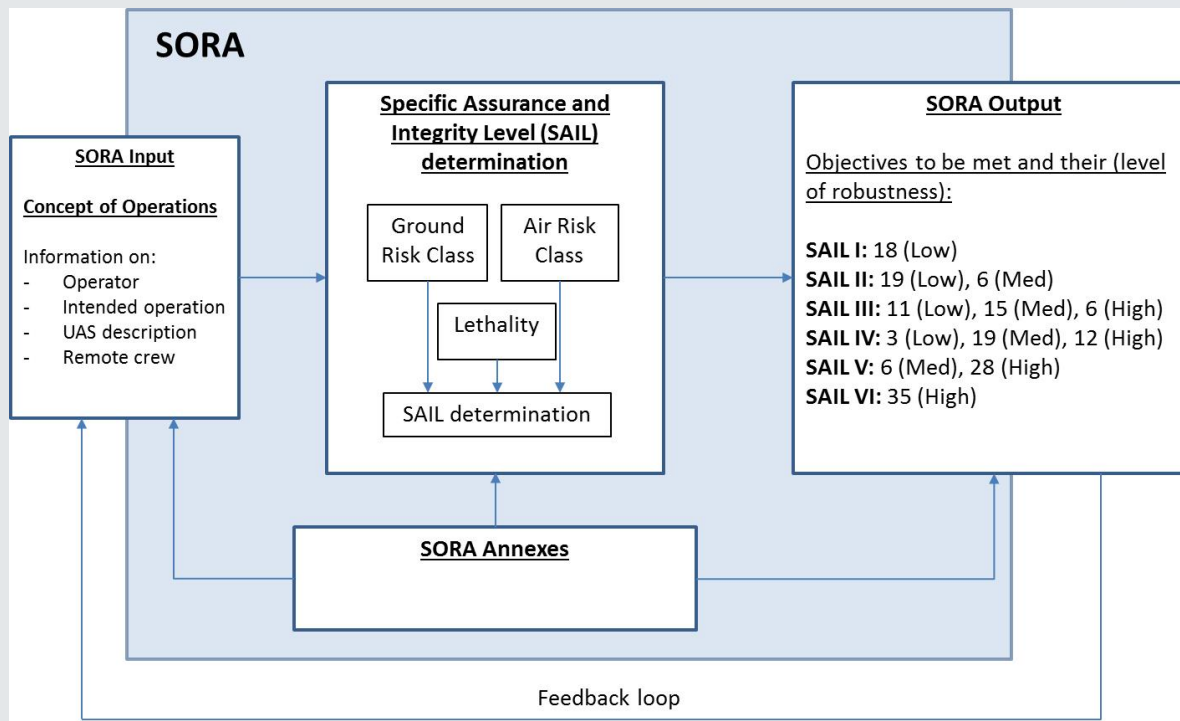 SORA
SORA Input
Concept of Operations
Information on:
- Operator
- Intended operation
- UAS description
- Remote crew
Specific Assurance and
Integrity Level (SAIL)
determination
Ground
Risk Class
Air Risk
Class
Lethality
SAIL determination
SORA Output
Objectives to be met and their (level
of robustness):
SAIL I: 18 (Low)
SAIL II: 19 (Low), 6 (Med)
SAIL III: 11 (Low), 15 (Med), 6 (High)
SAIL IV: 3 (Low), 19 (Med), 12 (High)
SAIL V: 6 (Med), 28 (High)
SAIL VI: 35 (High)
SORA Annexes
Feedback loop